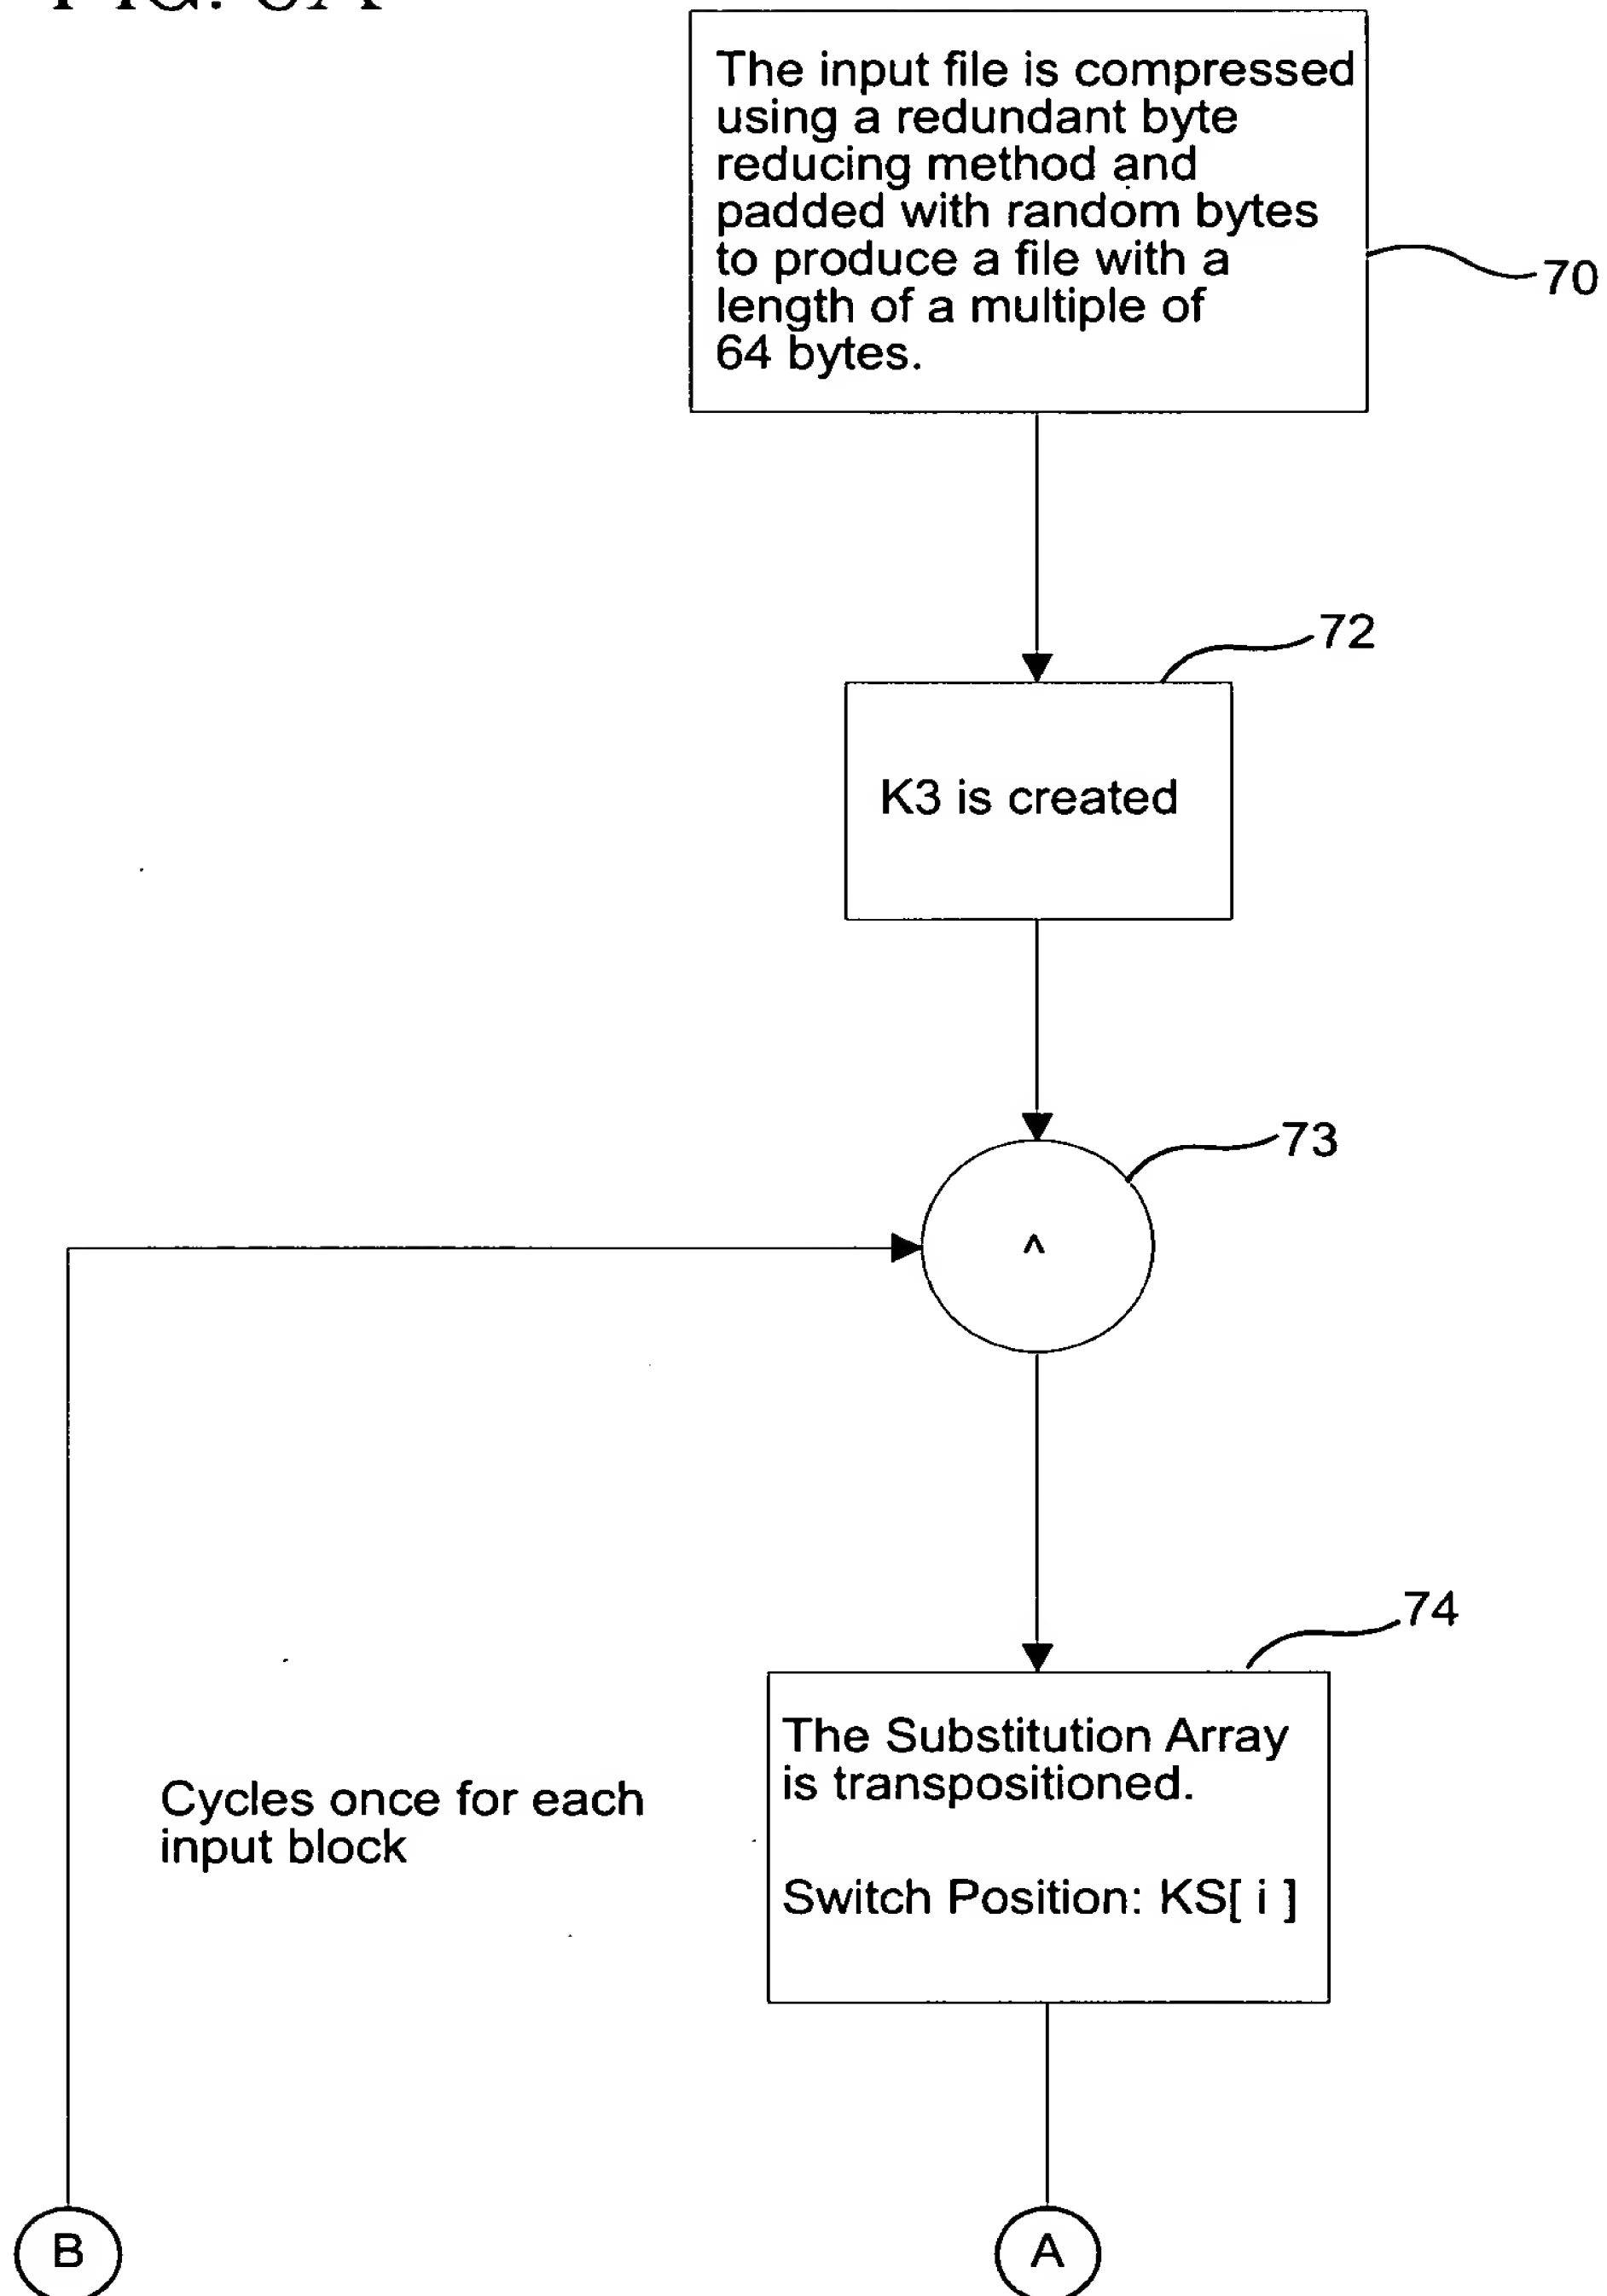 The input file is compressed
using a redundant byte
reducing method and
padded with random bytes
to produce a file with a
length of a multiple of
64 bytes.
70
72
K3 is created
73
^
74
The Substitution Array
is transpositioned.
Switch Position: KS[ i ]
Cycles once for each
input block
B
A